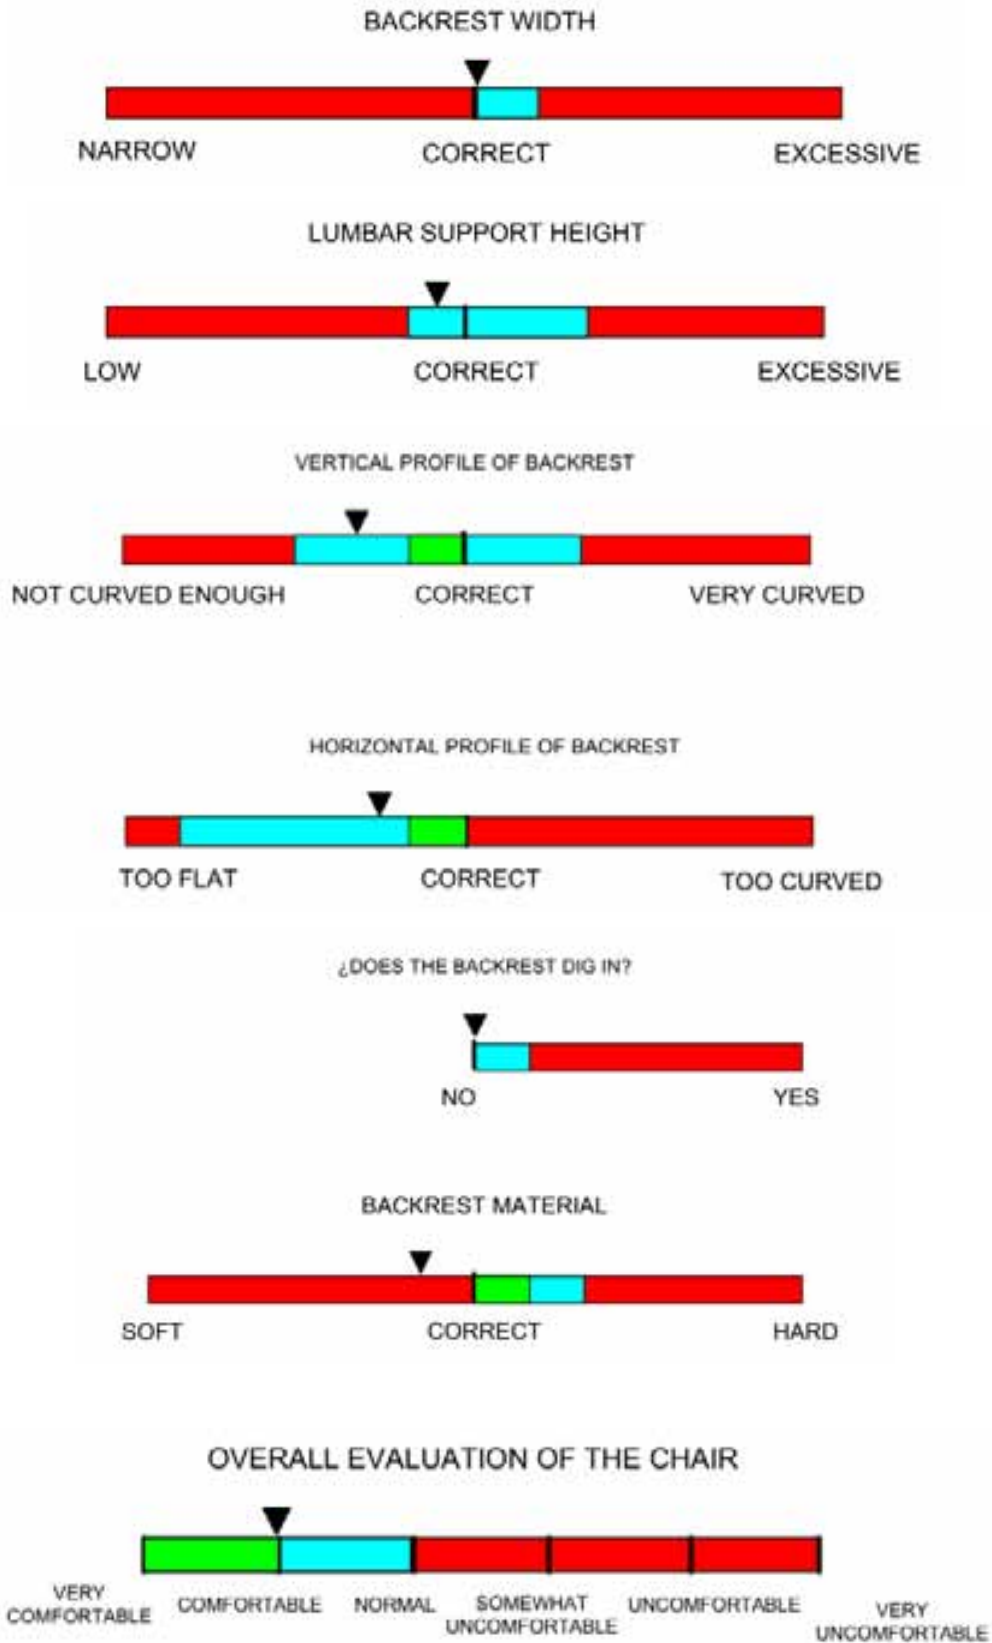 BACKREST WIDTH
NARROW CORRECT EXCESSIVE
LUMBAR SUPPORT HEIGHT
LOW CORRECT EXCESSIVE
VERTICAL PROFILE OF BACKREST
NOT CURVED ENOUGH CORRECT VERY CURVED
HORIZONTAL PROFILE OF BACKREST
TOO FLAT CORRECT TOO CURVED
¿DOES THE BACKREST DIG IN?
NO YES
BACKREST MATERIAL
SOFT CORRECT HARD
OVERALL EVALUATION OF THE CHAIR
VERY
COMFORTABLE
COMFORTABLE
NORMAL
SOMEWHAT
UNCOMFORTABLE
UNCOMFORTABLE
VERY
UNCOMFORTABLE